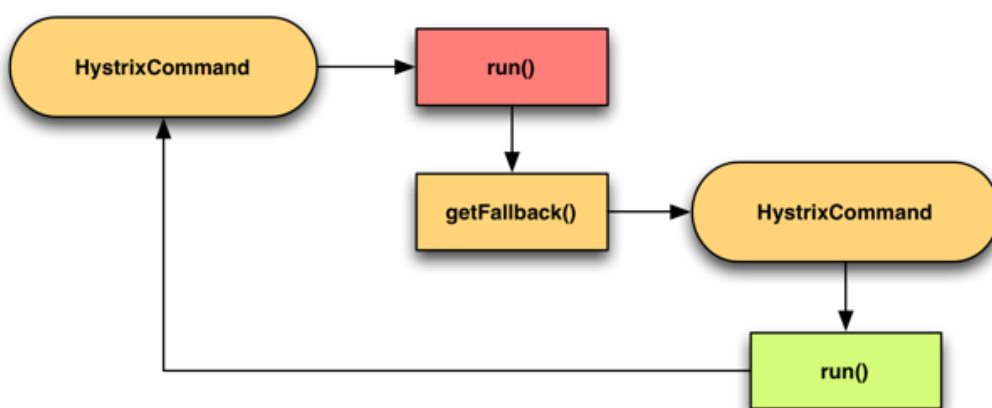 HystrixCommand
run()
getFallback()
HystrixCommand
run()